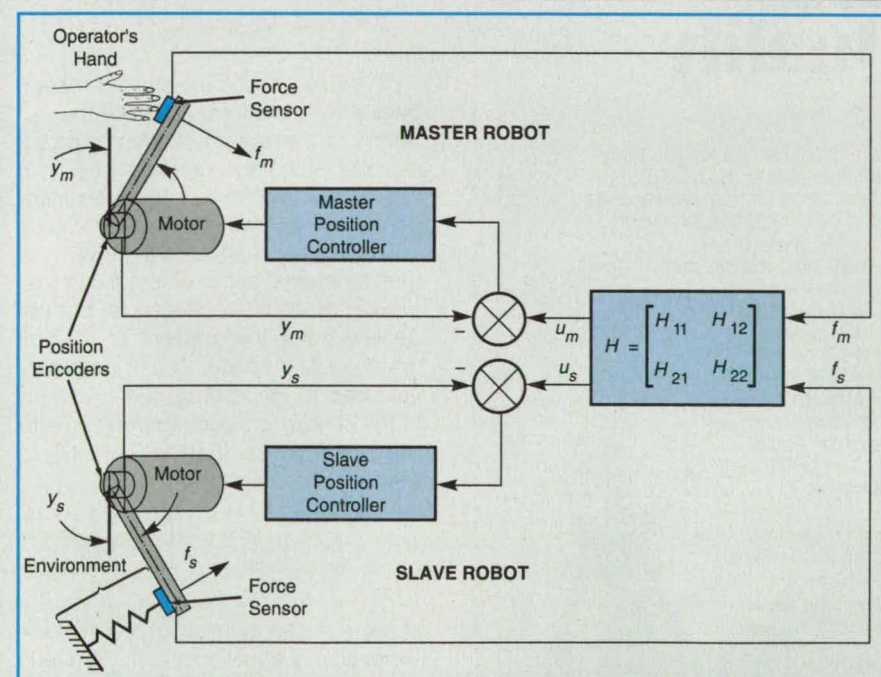 Operator's
Hand
Force
Sensor
MASTER ROBOT
f_m
y_m
Motor
Master
Position
Controller
y_m
u_m
f_m
H = [H_11 H_12
H_21 H_22]
Position
Encoders
y_s
u_s
f_s
Motor
Slave
Position
Controller
y_s
f_s
Environment
SLAVE ROBOT
Force
Sensor
−
−